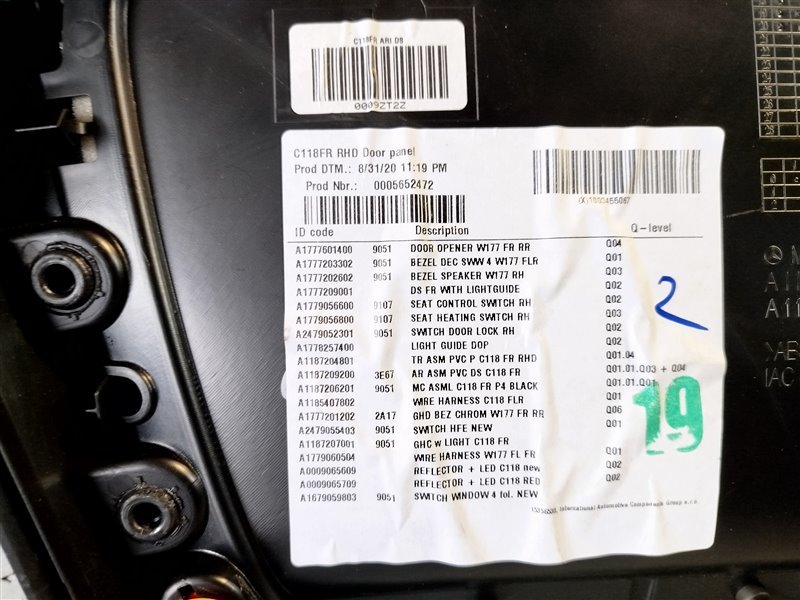 C118FR ARI DS
0009ZT2Z
C118FR RHD Door panel
Prod DTM.: 8/31/20 11:19 PM
Prod Nbr.: 0005652472
ID code Description Q-level
A1777601400 9051 DOOR OPENER W177 FR RR Q04
A1777203302 9051 BEZEL DEC SWW 4 W177 FLR Q01
A1777202602 9051 BEZEL SPEAKER W177 RH Q03
A1777209001 DS FR WITH LIGHTGUIDE Q02
A1779056600 9107 SEAT CONTROL SWITCH RH Q02
A1779056800 9107 SEAT HEATING SWITCH RH Q03
A2479052301 9051 SWITCH DOOR LOCK RH Q02
A1778257400 LIGHT GUIDE DOP Q02
A1187204801 TR ASM PVC P C118 FR RHD Q01.04
A1187209200 3E67 AR ASM PVC DS C118 FR Q01.01.Q03 + Q04
A1187206201 9051 MC ASML C118 FR P4 BLACK Q01.01.Q01
A1185407802 WIRE HARNESS C118 FLR Q01
A1777201202 2A17 GHD BEZ CHROM W177 FR RR Q06
A2479055403 9051 SWITCH HFE NEW Q01
A1187207001 9051 GHC w LIGHT C118 FR
A1779060504 WIRE HARNESS W177 FL FR Q01
A0009065609 REFLECTOR + LED C118 new Q02
A0009065709 REFLECTOR + LED C118 RED Q02
A1679059803 9051 SWITCH WINDOW 4 fol. NEW
International Automotive Components Group s.r.o.
2
19